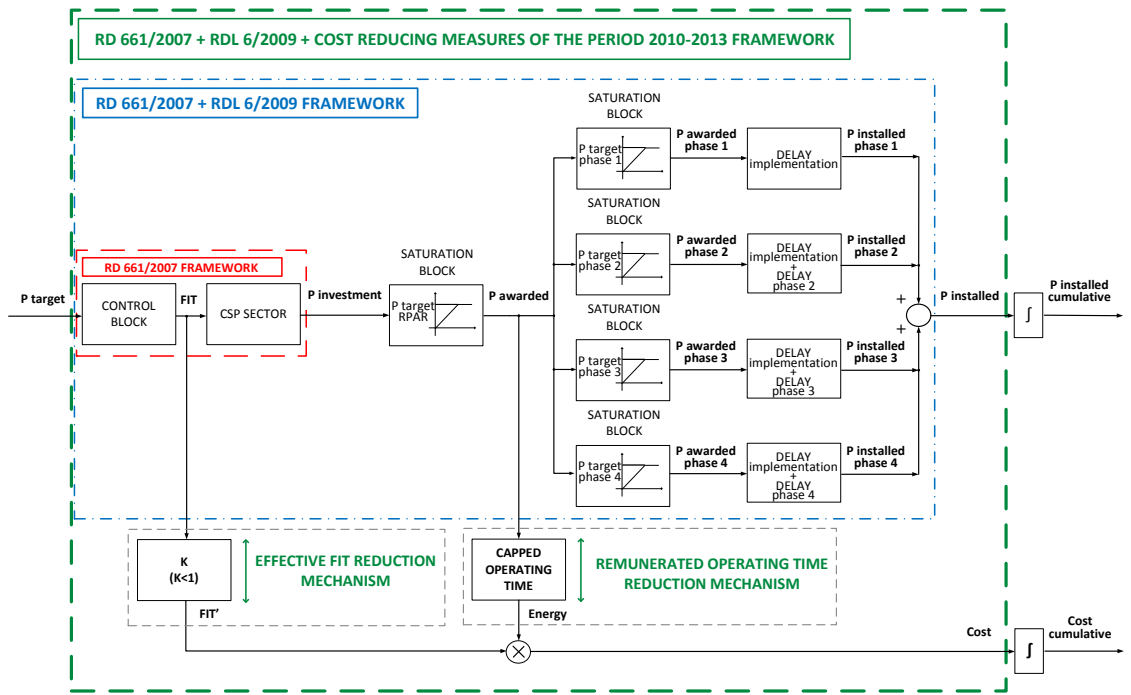 RD 661/2007 + RDL 6/2009 + COST REDUCING MEASURES OF THE PERIOD 2010-2013 FRAMEWORK
RD 661/2007 + RDL 6/2009 FRAMEWORK
SATURATION
BLOCK
P target
phase 1
P awarded
phase 1
DELAY
implementation
P installed
phase 1
SATURATION
BLOCK
P target
phase 2
P awarded
phase 2
DELAY
implementation
+
DELAY
phase 2
P installed
phase 2
RD 661/2007 FRAMEWORK
P target
CONTROL
BLOCK
FIT
CSP SECTOR
P investment
SATURATION
BLOCK
P target
RPAR
P awarded
SATURATION
BLOCK
P target
phase 3
P awarded
phase 3
DELAY
implementation
+
DELAY
phase 3
P installed
phase 3
+
+
P installed
∫
P installed
cumulative
SATURATION
BLOCK
P target
phase 4
P awarded
phase 4
DELAY
implementation
+
DELAY
phase 4
P installed
phase 4
K
(K<1)
EFFECTIVE FIT REDUCTION
MECHANISM
FIT'
CAPPED
OPERATING
TIME
REMUNERATED OPERATING TIME
REDUCTION MECHANISM
Energy
×
Cost
∫
Cost
cumulative